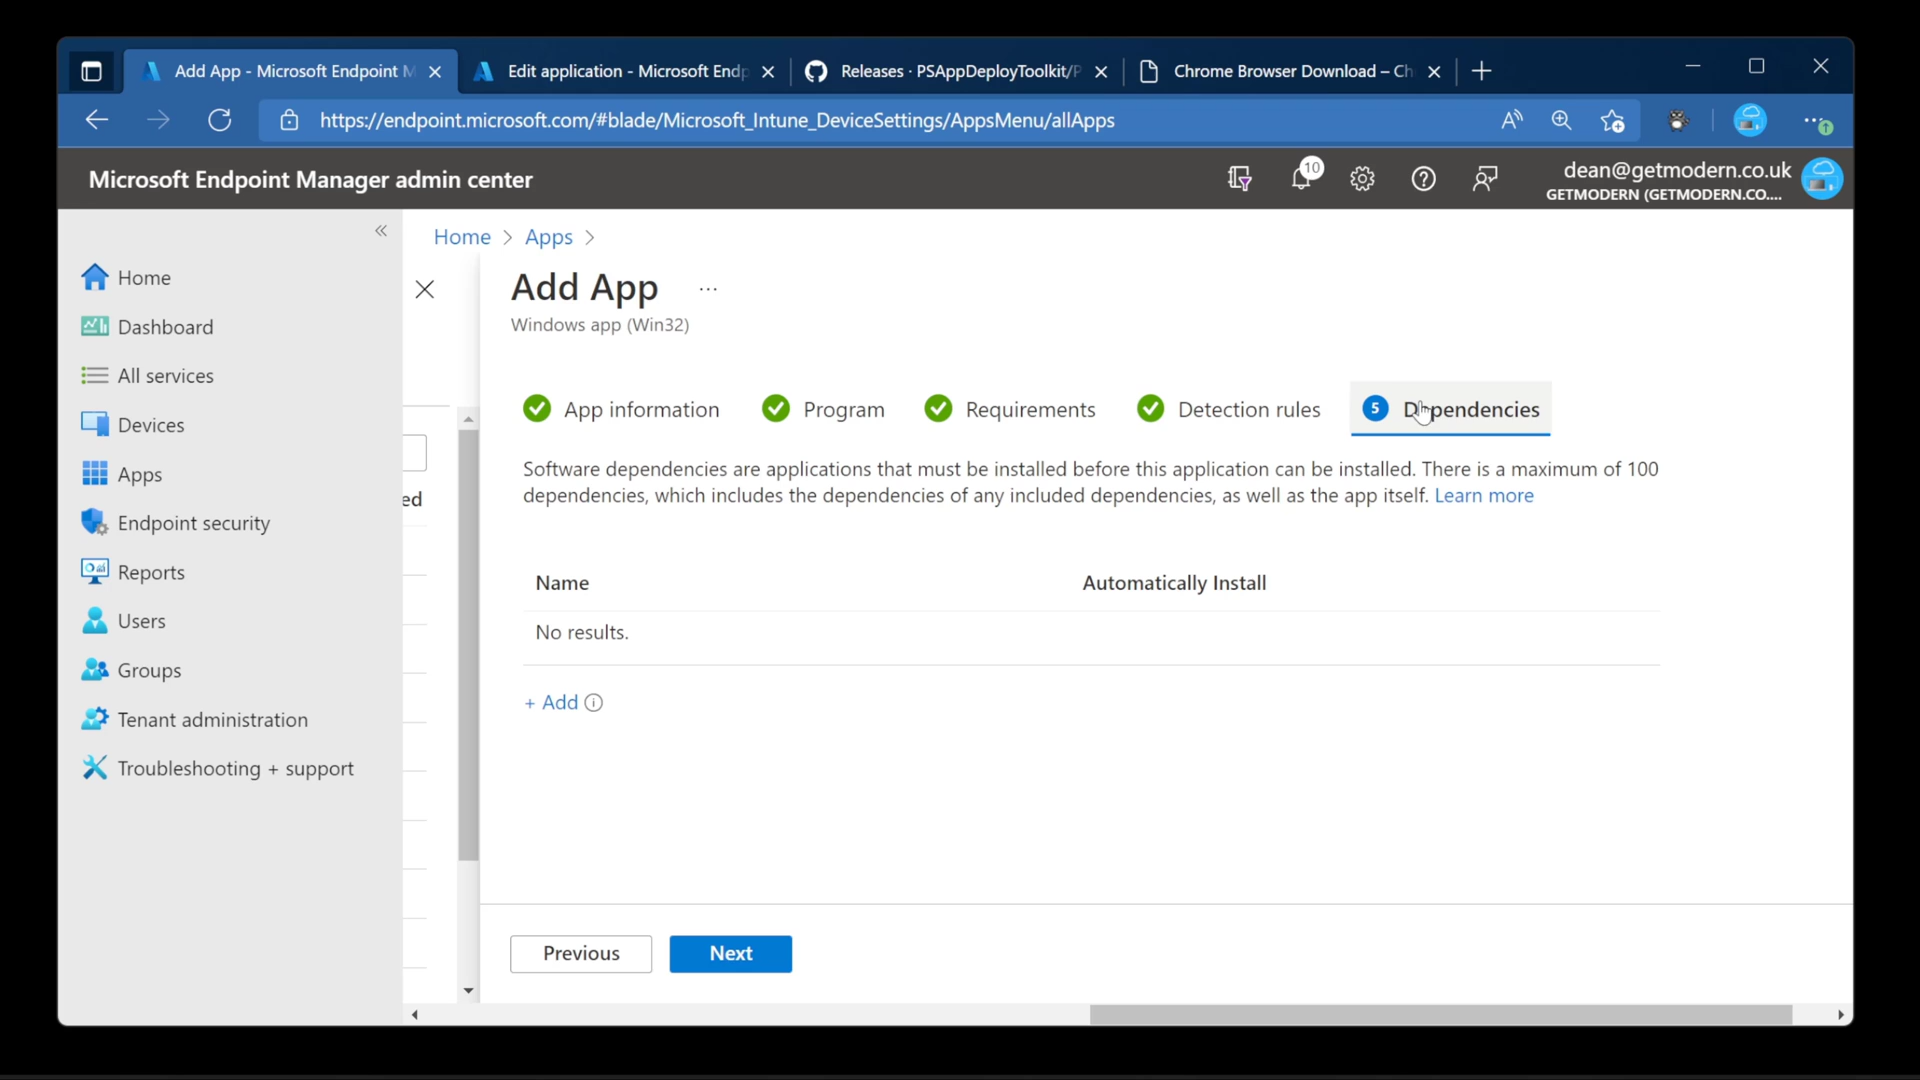 Add App - Microsoft Endpoint M
Edit application - Microsoft Endp
Releases · PSAppDeployToolkit/P
Chrome Browser Download – Ch
https://endpoint.microsoft.com/#blade/Microsoft_Intune_DeviceSettings/AppsMenu/allApps
Microsoft Endpoint Manager admin center
10
dean@getmodern.co.uk
GETMODERN (GETMODERN.CO....
Home
Dashboard
All services
Devices
Apps
Endpoint security
Reports
Users
Groups
Tenant administration
Troubleshooting + support
ed
Home > Apps >
Add App ...
Windows app (Win32)
App information
Program
Requirements
Detection rules
5 Dependencies
Software dependencies are applications that must be installed before this application can be installed. There is a maximum of 100
dependencies, which includes the dependencies of any included dependencies, as well as the app itself. Learn more
Name Automatically Install
No results.
+ Add
Previous
Next